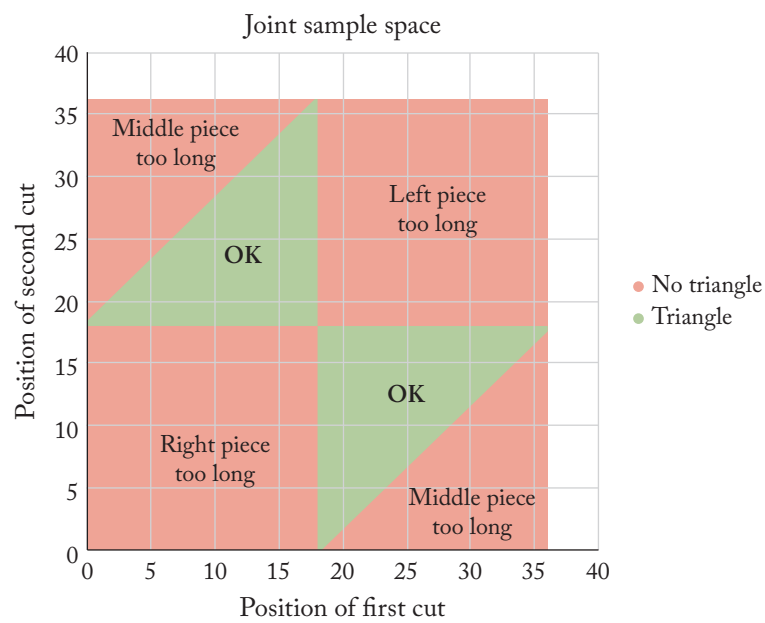 Joint sample space
40
35
30
25
20
15
10
5
0
Position of second cut
Middle piece
too long
Left piece
too long
OK
No triangle
Triangle
OK
Right piece
too long
Middle piece
too long
0 5 10 15 20 25 30 35 40
Position of first cut